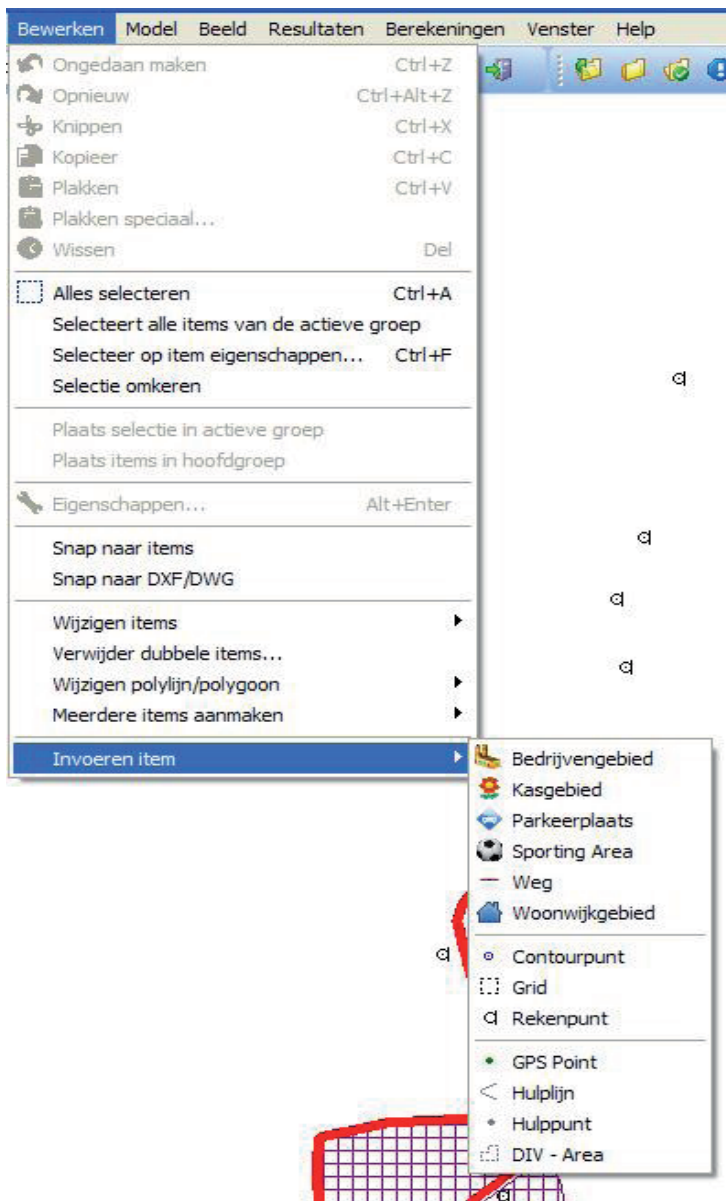 Bewerken Model Beeld Resultaten Berekeningen Venster Help
Ongedaan maken Ctrl+Z
Opnieuw Ctrl+Alt+Z
Knippen Ctrl+X
Kopieer Ctrl+C
Plakken Ctrl+V
Plakken speciaal...
Wissen Del
Alles selecteren Ctrl+A
Selecteert alle items van de actieve groep
Selecteer op item eigenschappen... Ctrl+F
Selectie omkeren
Plaats selectie in actieve groep
Plaats items in hoofdgroep
Eigenschappen... Alt+Enter
Snap naar items
Snap naar DXF/DWG
Wijzigen items
Verwijder dubbele items...
Wijzigen polylijn/polygoon
Meerdere items aanmaken
Invoeren item
Bedrijvengebied
Kasgebied
Parkeerplaats
Sporting Area
Weg
Woonwijkgebied
Contourpunt
Grid
Rekenpunt
GPS Point
Hulplijn
Hulppunt
DIV - Area